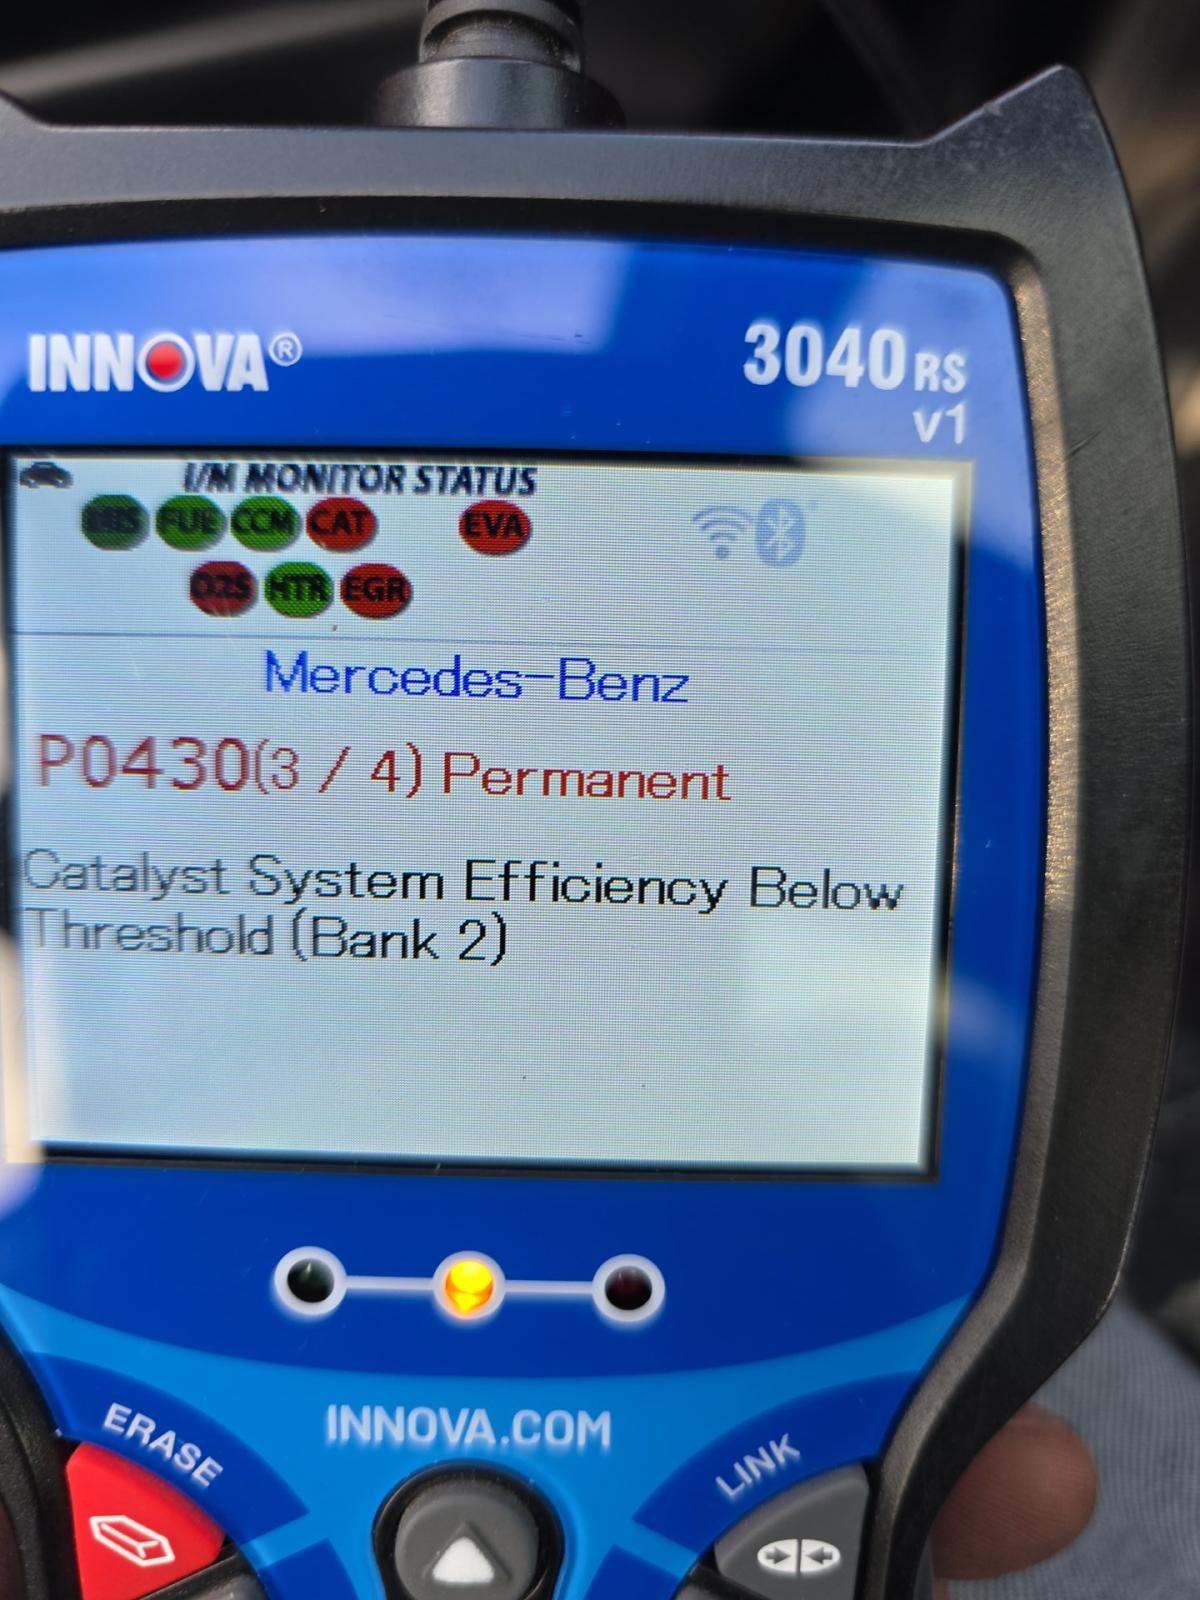 INNOVA®
3040RS
v1
I/M MONITOR STATUS
MIS FUE CCM CAT EVA
O2S HTR EGR
Mercedes-Benz
P0430(3 / 4) Permanent
Catalyst System Efficiency Below
Threshold (Bank 2)
INNOVA.COM
ERASE
LINK